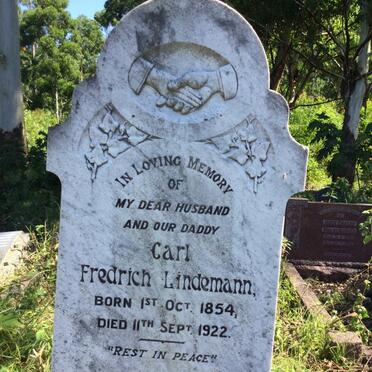 IN LOVING MEMORY
OF
MY DEAR HUSBAND
AND OUR DADDY
Carl
Fredrich Lindemann,
BORN 1ST OCT. 1854,
DIED 11TH SEPT. 1922.
"REST IN PEACE"